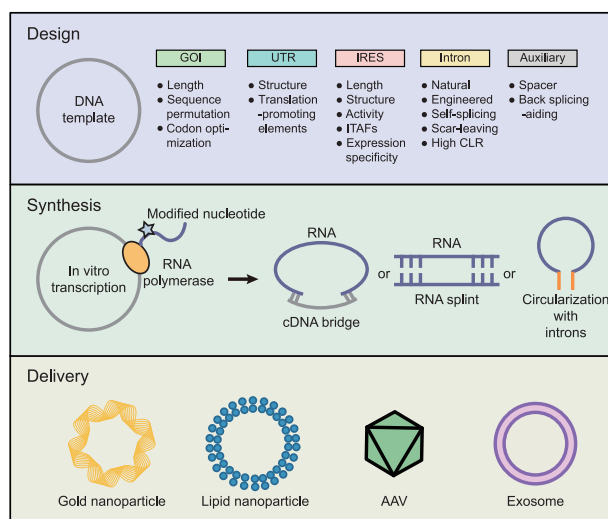 Design
DNA
template
GOI
● Length
● Sequence
permutation
● Codon opti-
mization
UTR
● Structure
● Translation
-promoting
elements
IRES
● Length
● Structure
● Activity
● ITAFs
● Expression
specificity
Intron
● Natural
● Engineered
● Self-splicing
● Scar-leaving
● High CLR
Auxiliary
● Spacer
● Back splicing
-aiding
Synthesis
In vitro
transcription
Modified nucleotide
RNA
polymerase
RNA
cDNA bridge
or
RNA
RNA splint
or
Circularization
with
introns
Delivery
Gold nanoparticle
Lipid nanoparticle
AAV
Exosome